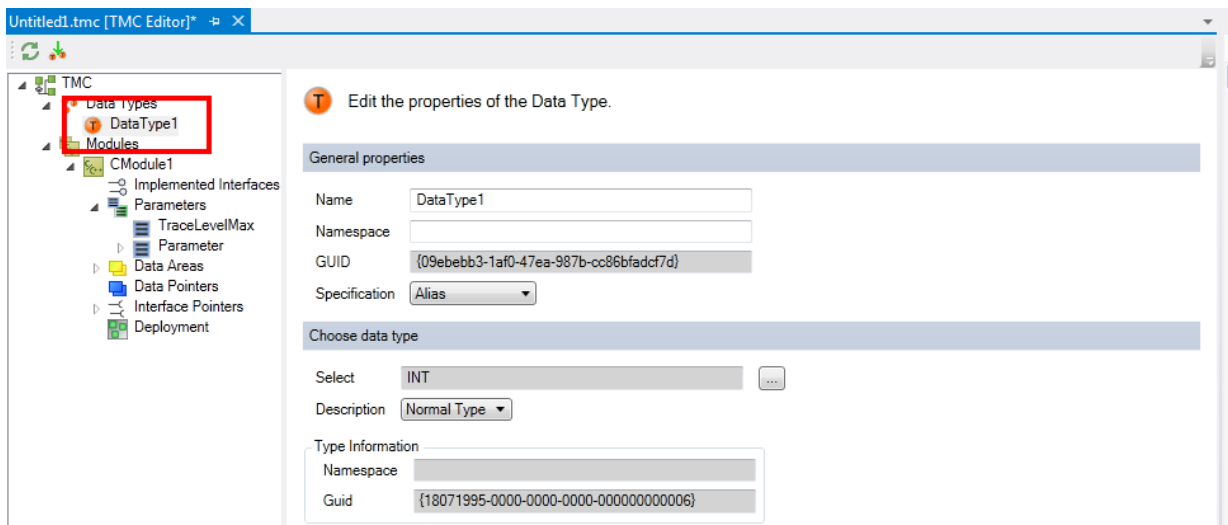 Untitled1.tmc [TMC Editor]*
TMC
Data Types
DataType1
Modules
CModule1
Implemented Interfaces
Parameters
TraceLevelMax
Parameter
Data Areas
Data Pointers
Interface Pointers
Deployment
T Edit the properties of the Data Type.
General properties
Name DataType1
Namespace
GUID {09ebebb3-1af0-47ea-987b-cc86bfadcf7d}
Specification Alias
Choose data type
Select INT ...
Description Normal Type
Type Information
Namespace
Guid {18071995-0000-0000-0000-000000000006}